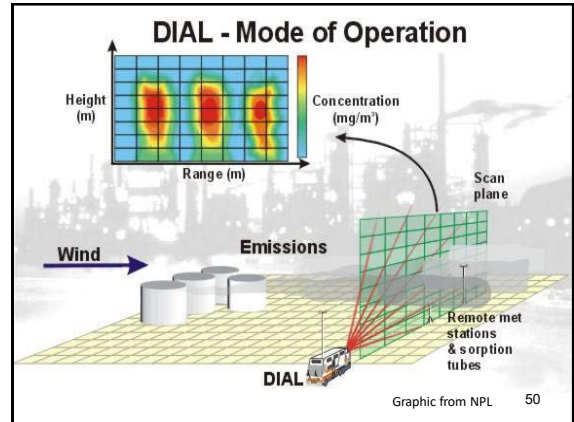 DIAL - Mode of Operation
Height
(m)
Concentration
(mg/m³)
Range (m)
Scan
plane
Wind
Emissions
Remote met
stations
& sorption
tubes
DIAL
Graphic from NPL
50